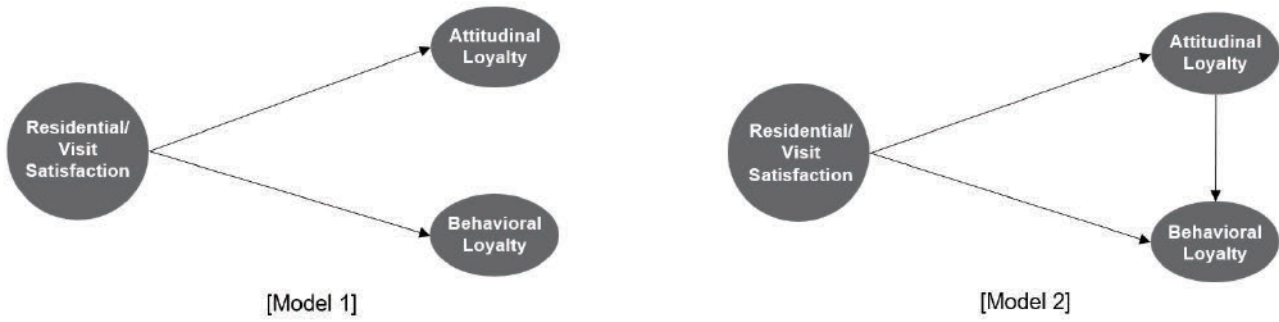 Attitudinal
Loyalty
Residential/
Visit
Satisfaction
Behavioral
Loyalty
[Model 1]
Attitudinal
Loyalty
Residential/
Visit
Satisfaction
Behavioral
Loyalty
[Model 2]